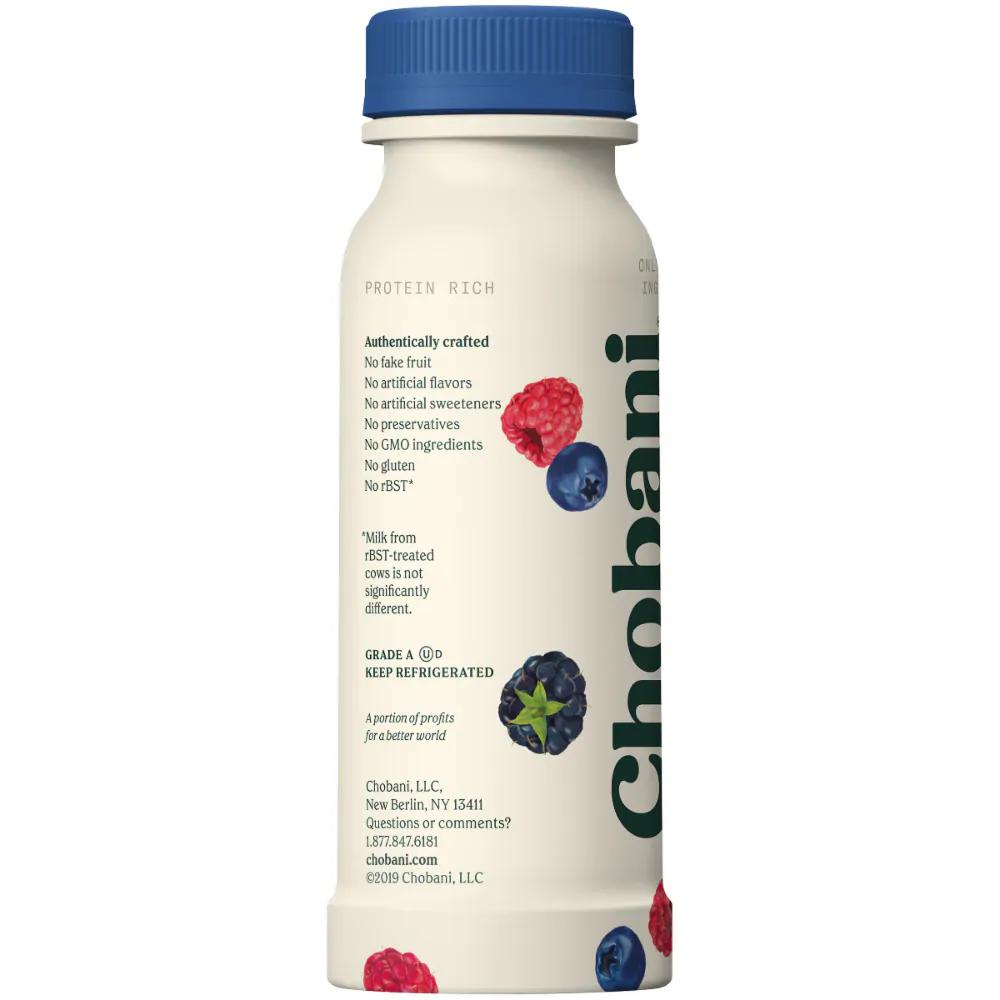 PROTEIN RICH
Authentically crafted
No fake fruit
No artificial flavors
No artificial sweeteners
No preservatives
No GMO ingredients
No gluten
No rBST*
*Milk from
rBST-treated
cows is not
significantly
different.
GRADE A Ⓤ D
KEEP REFRIGERATED
A portion of profits
for a better world
Chobani, LLC,
New Berlin, NY 13411
Questions or comments?
1.877.847.6181
chobani.com
©2019 Chobani, LLC
Chobani